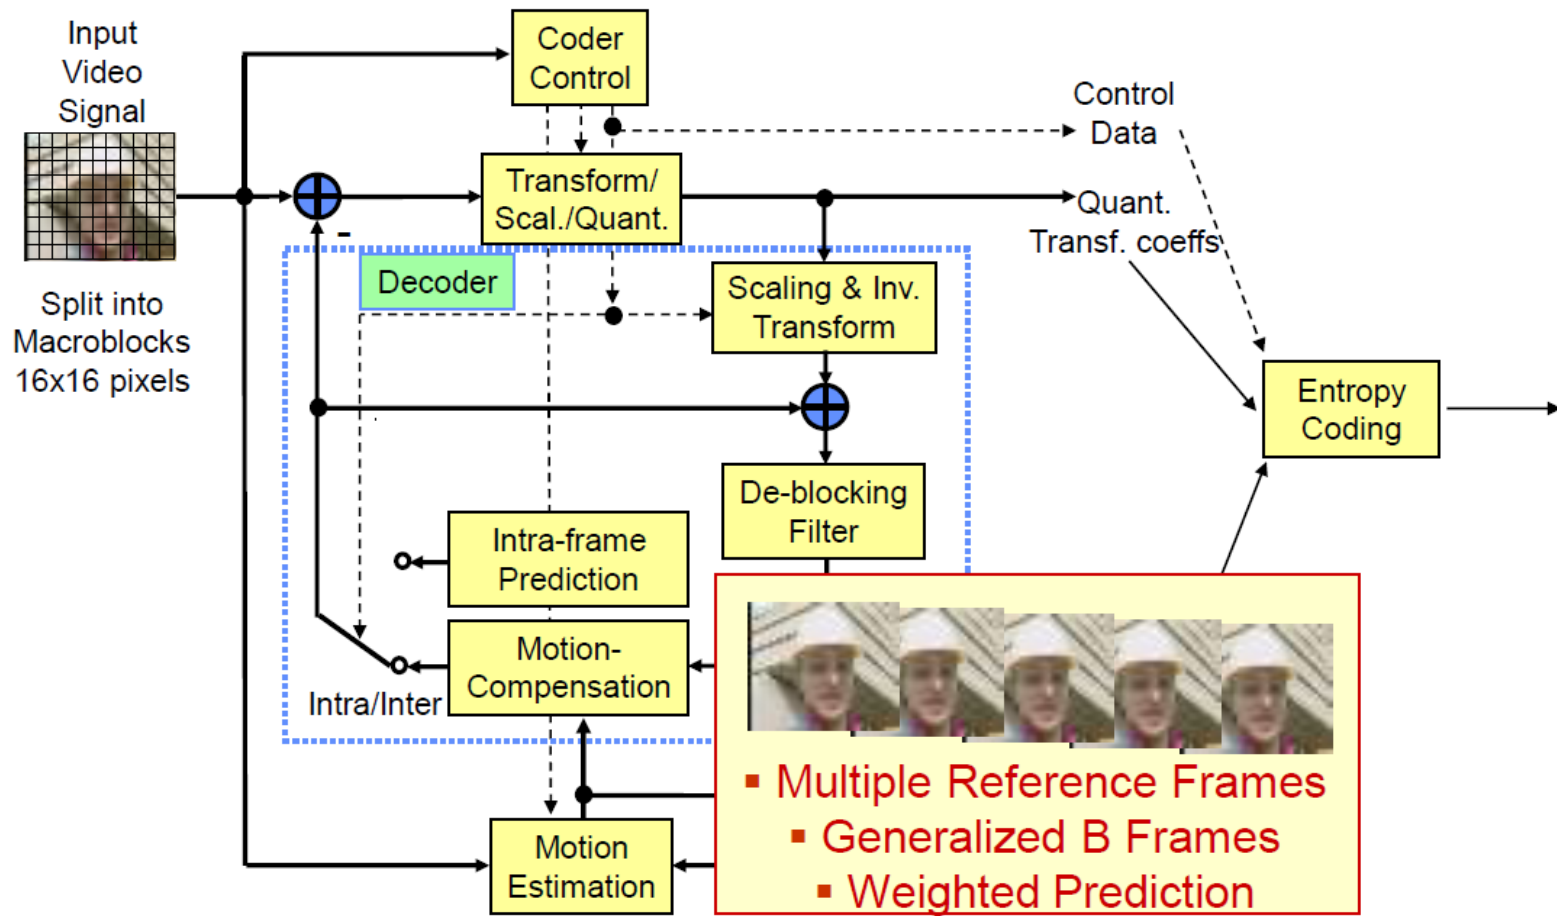 Input
Video
Signal
Split into
Macroblocks
16x16 pixels
Coder
Control
Control
Data
Transform/
Scal./Quant.
Quant.
Transf. coeffs
-
Decoder
Scaling & Inv.
Transform
Entropy
Coding
De-blocking
Filter
Intra-frame
Prediction
Motion-
Compensation
Intra/Inter
Motion
Estimation
▪ Multiple Reference Frames
▪ Generalized B Frames
▪ Weighted Prediction